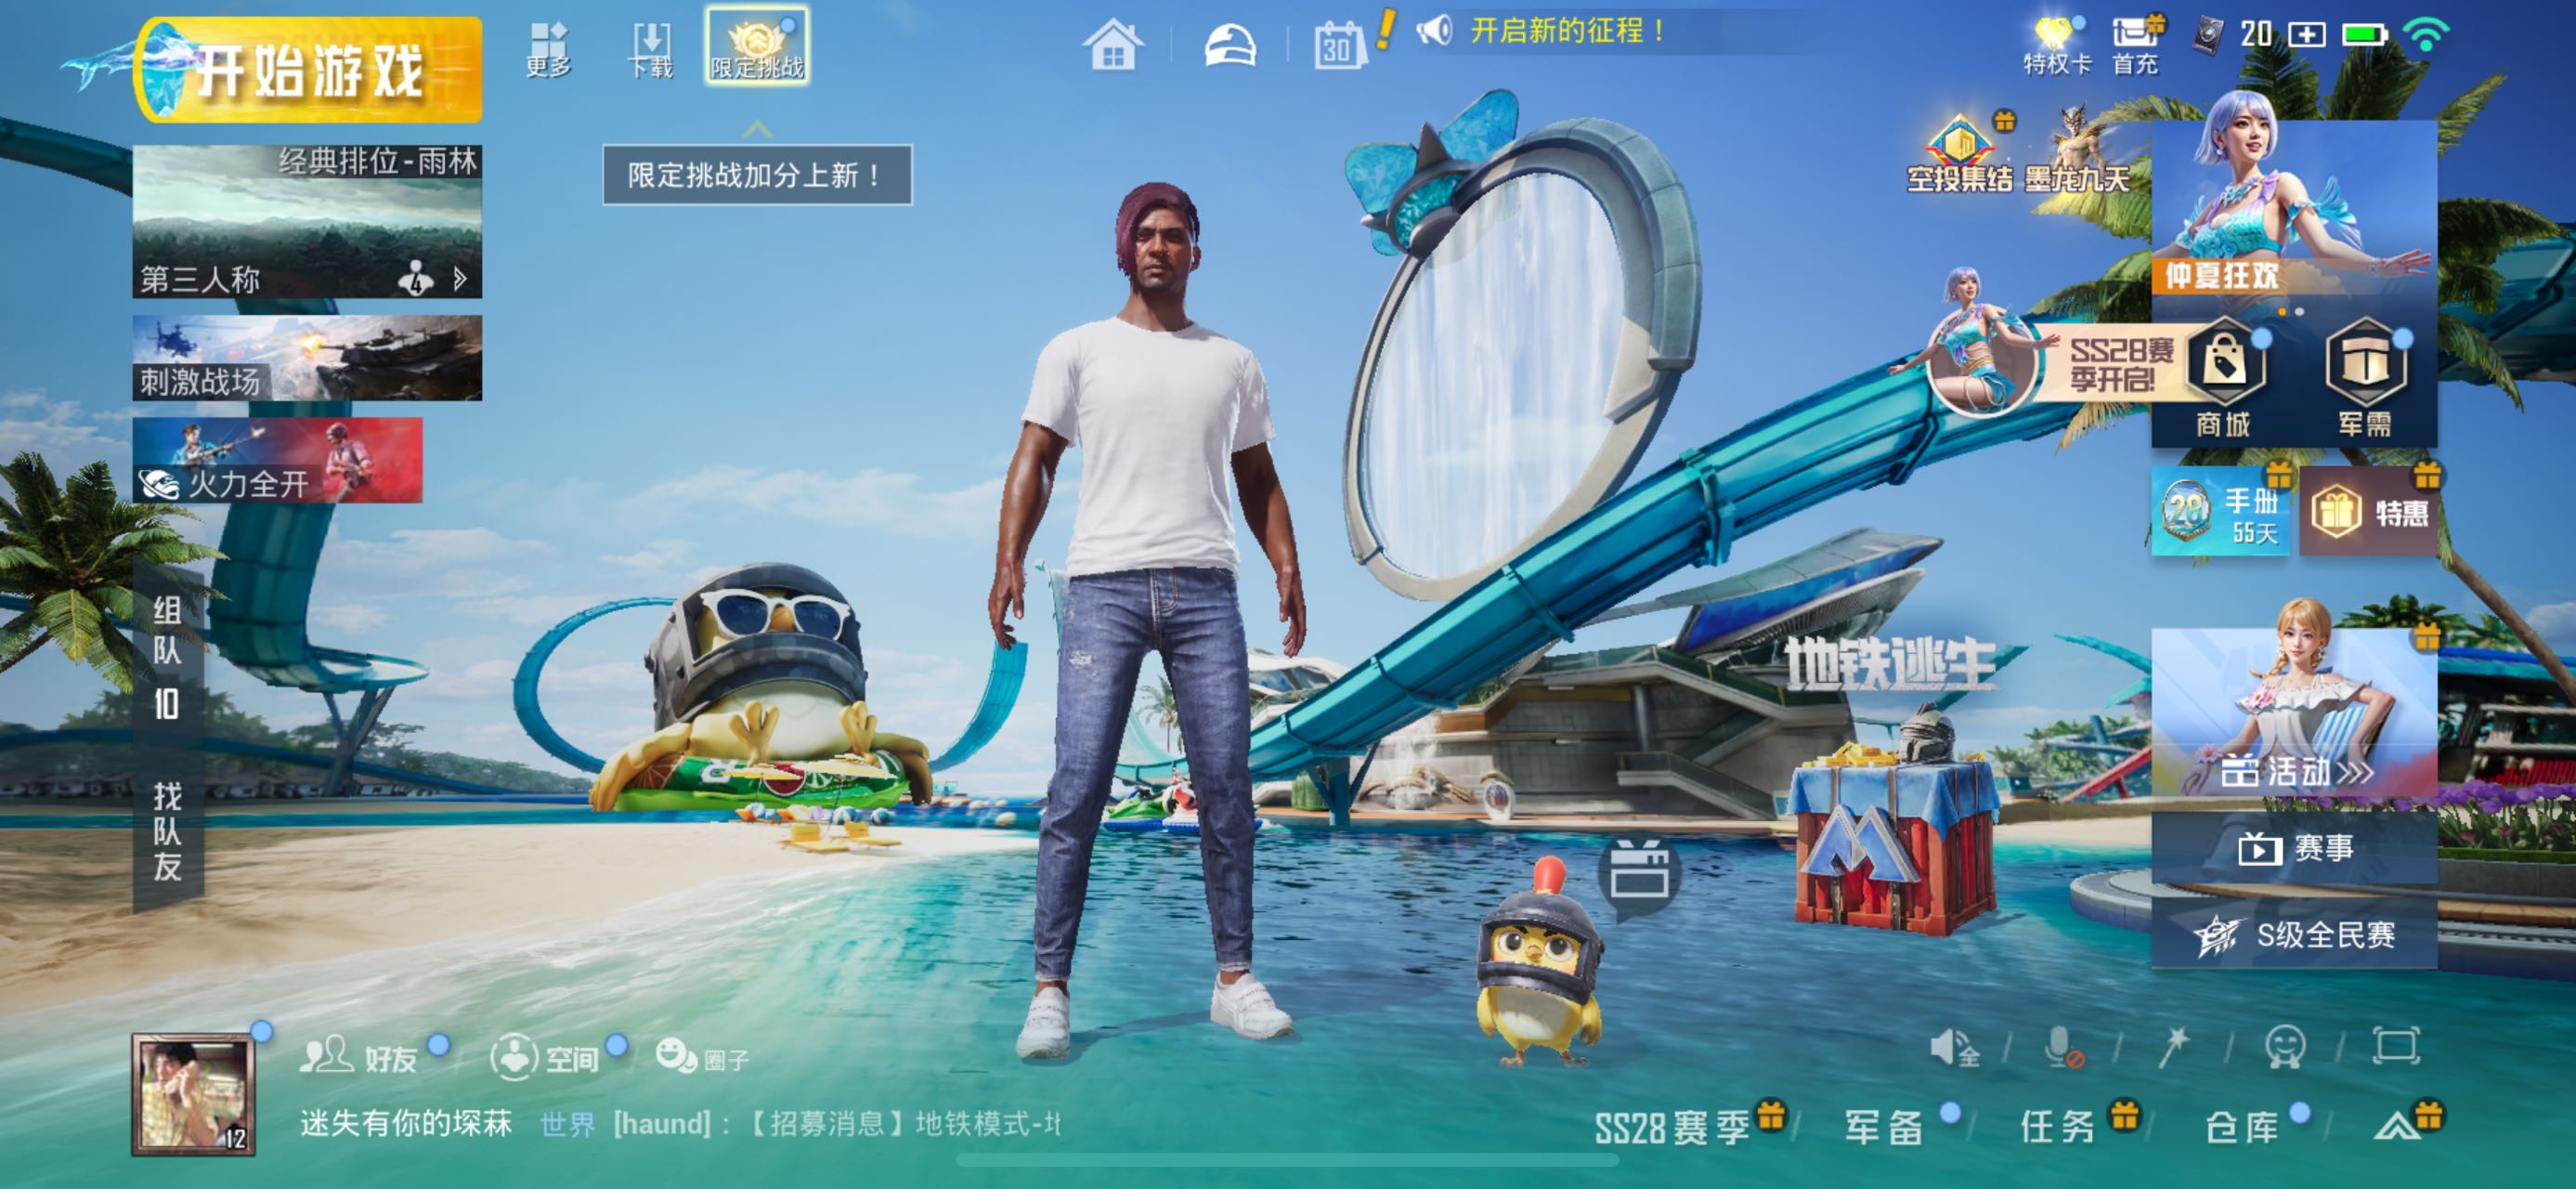 开始游戏
更多
下载
限定挑战
30
开启新的征程！
特权卡
首充
20
经典排位-雨林
第三人称
4
限定挑战加分上新！
空投集结
墨龙九天
刺激战场
仲夏狂欢
SS28赛
季开启!
商城
军需
火力全开
28
手册
55天
特惠
组队
10
找队友
地铁逃生
活动
赛事
S级全民赛
12
好友
空间
圈子
全
迷失有你的堔菻
世界 [haund]：【招募消息】地铁模式-
SS28赛季
军备
任务
仓库